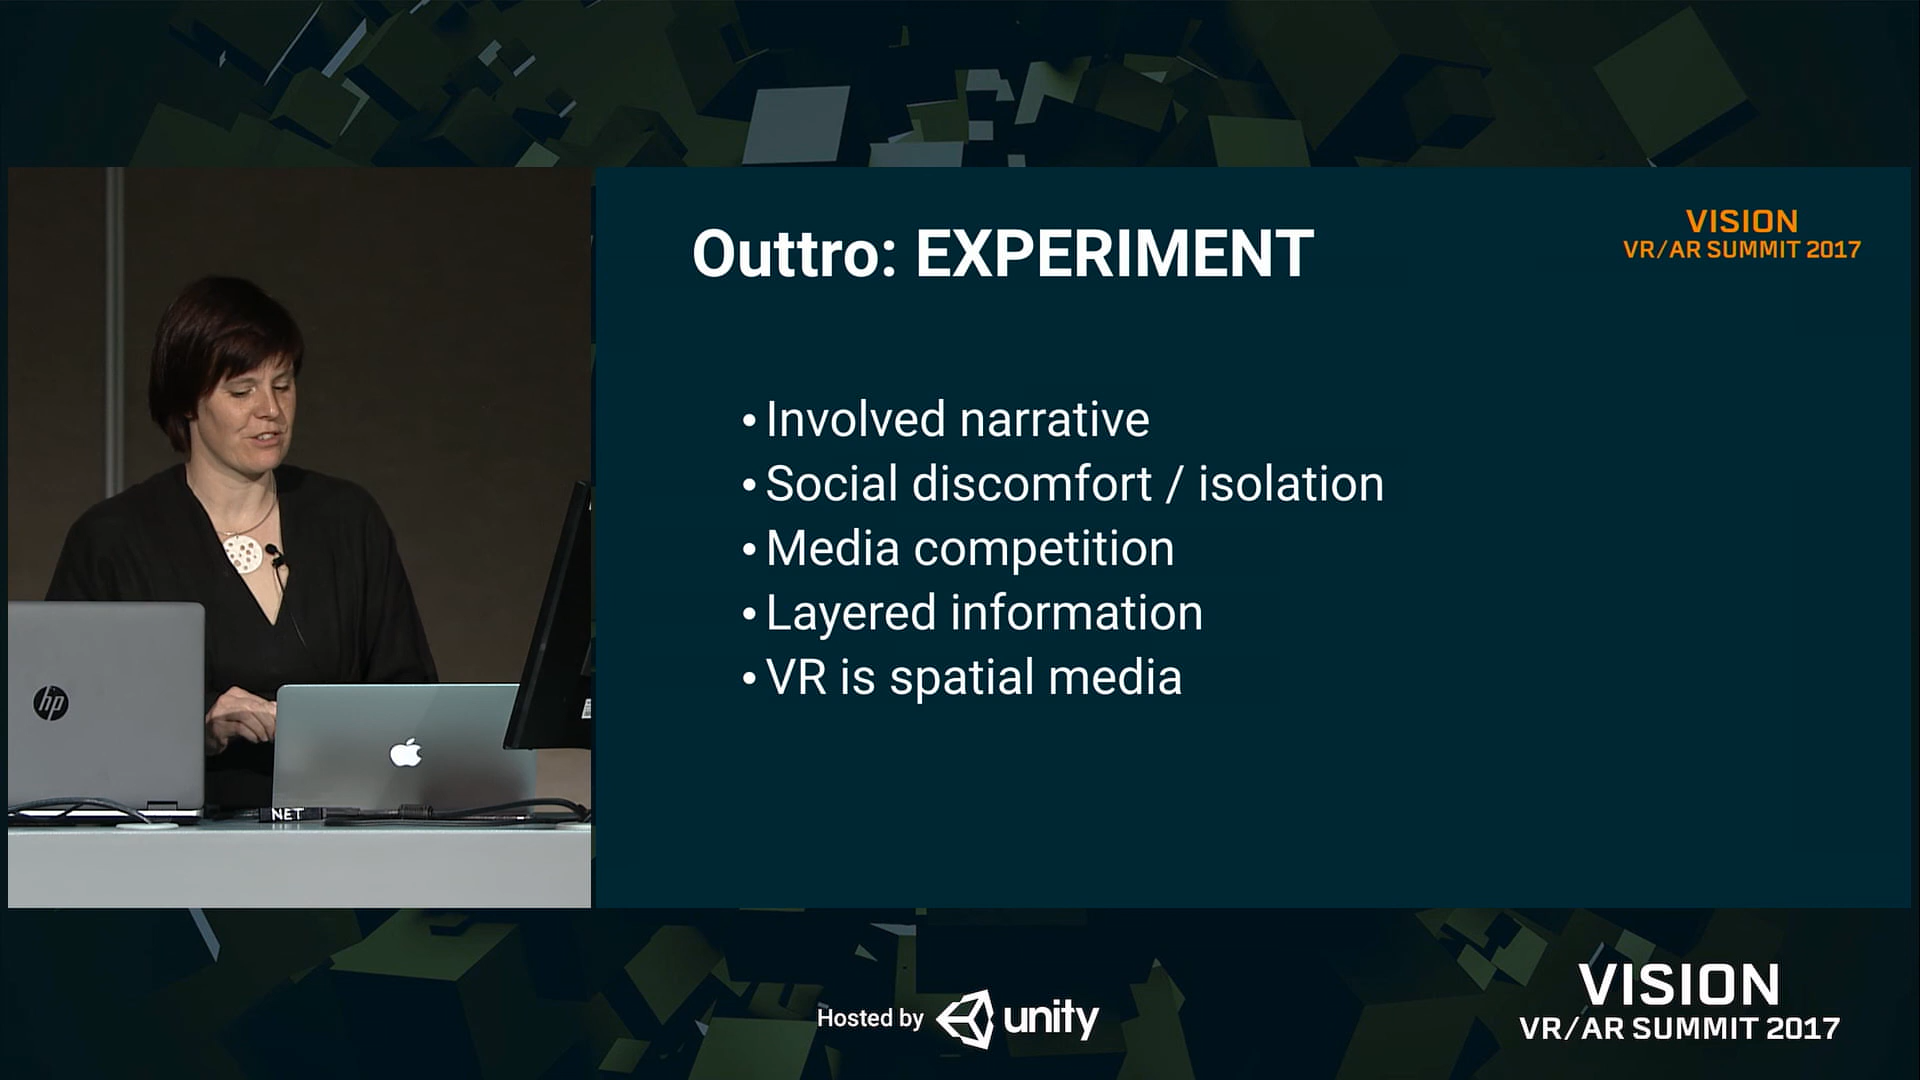 Outtro: EXPERIMENT
VISION
VR/AR SUMMIT 2017
• Involved narrative
• Social discomfort / isolation
• Media competition
• Layered information
• VR is spatial media
hp
NET
Hosted by unity
VISION
VR/AR SUMMIT 2017